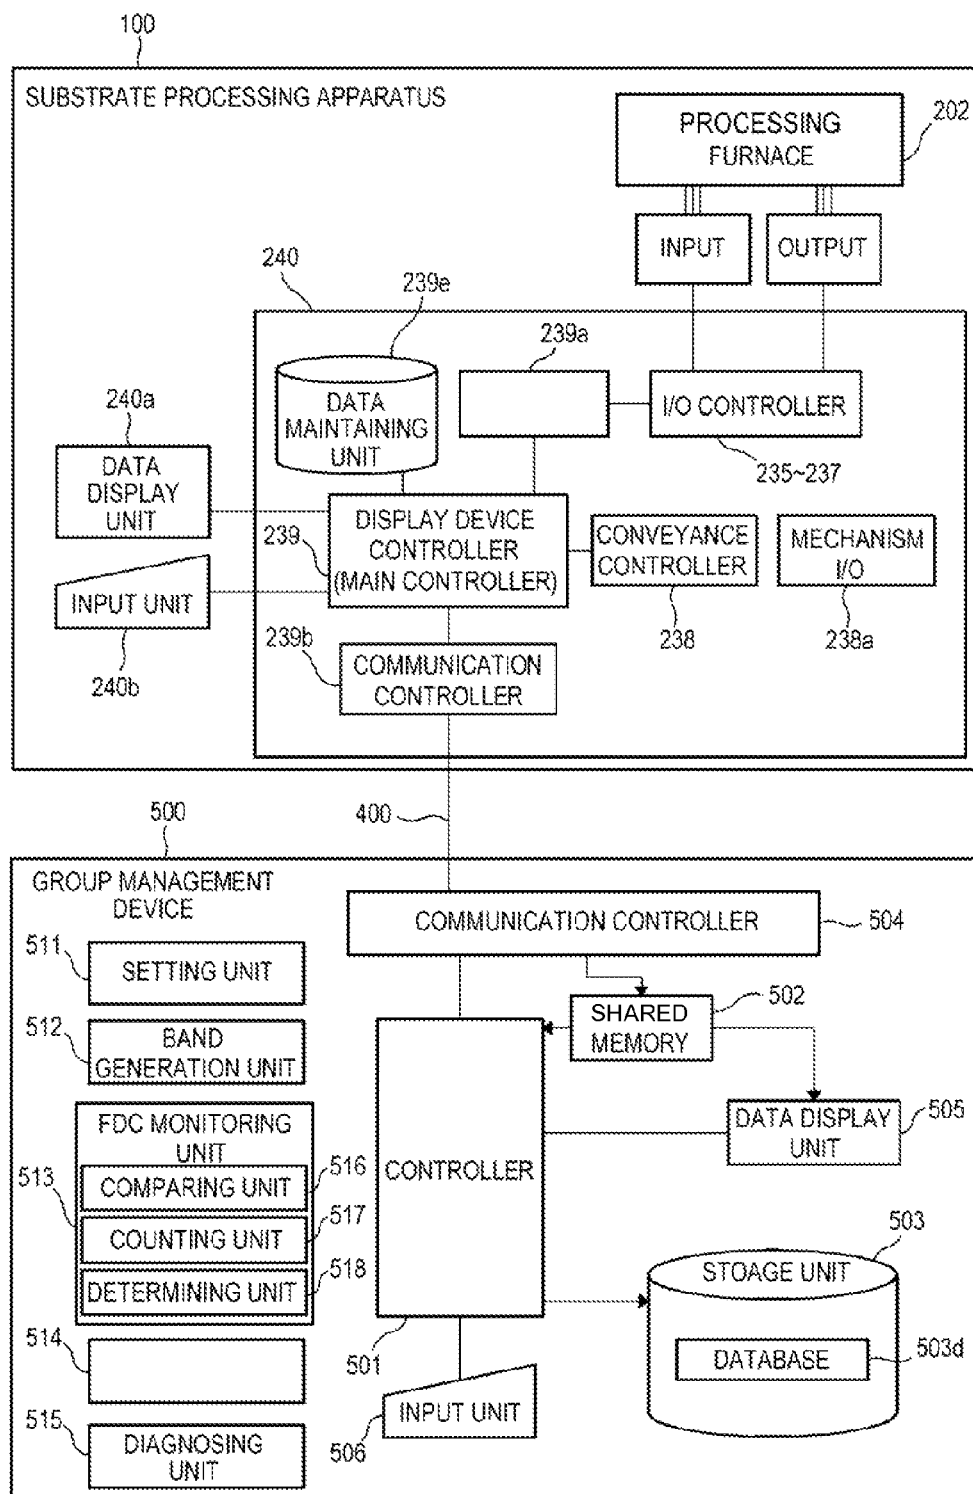 100
SUBSTRATE PROCESSING APPARATUS
PROCESSING
FURNACE
202
INPUT
OUTPUT
240
239e
239a
DATA
MAINTAINING
UNIT
I/O CONTROLLER
235~237
240a
DATA
DISPLAY
UNIT
239
DISPLAY DEVICE
CONTROLLER
(MAIN CONTROLLER)
CONVEYANCE
CONTROLLER
238
MECHANISM
I/O
238a
INPUT UNIT
240b
239b
COMMUNICATION
CONTROLLER
400
500
GROUP MANAGEMENT
DEVICE
COMMUNICATION CONTROLLER
504
511
SETTING UNIT
502
SHARED
MEMORY
512
BAND
GENERATION UNIT
FDC MONITORING
UNIT
513
COMPARING UNIT
516
COUNTING UNIT
517
DETERMINING UNIT
518
CONTROLLER
501
DATA DISPLAY
UNIT
505
503
STOAGE UNIT
DATABASE
503d
514
515
DIAGNOSING
UNIT
INPUT UNIT
506